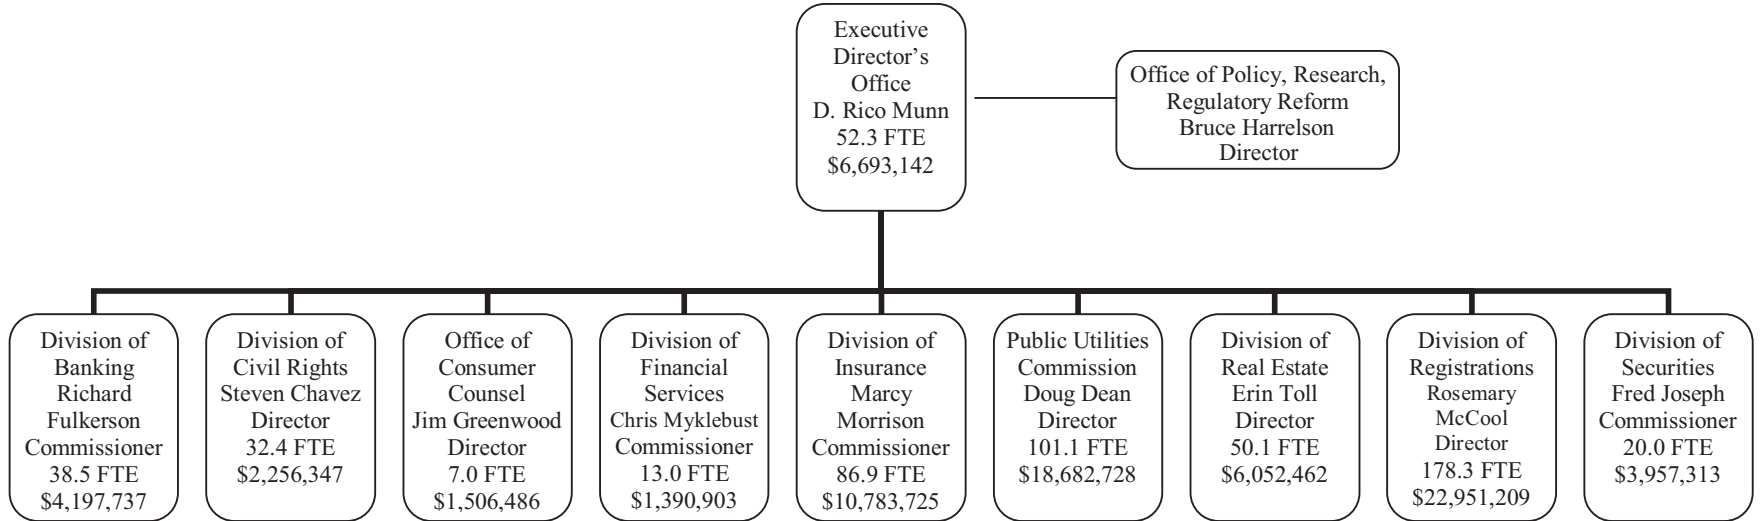 Executive
Director's
Office
D. Rico Munn
52.3 FTE
$6,693,142
Office of Policy, Research,
Regulatory Reform
Bruce Harrelson
Director
Division of
Banking
Richard
Fulkerson
Commissioner
38.5 FTE
$4,197,737
Division of
Civil Rights
Steven Chavez
Director
32.4 FTE
$2,256,347
Office of
Consumer
Counsel
Jim Greenwood
Director
7.0 FTE
$1,506,486
Division of
Financial
Services
Chris Myklebust
Commissioner
13.0 FTE
$1,390,903
Division of
Insurance
Marcy
Morrison
Commissioner
86.9 FTE
$10,783,725
Public Utilities
Commission
Doug Dean
Director
101.1 FTE
$18,682,728
Division of
Real Estate
Erin Toll
Director
50.1 FTE
$6,052,462
Division of
Registrations
Rosemary
McCool
Director
178.3 FTE
$22,951,209
Division of
Securities
Fred Joseph
Commissioner
20.0 FTE
$3,957,313